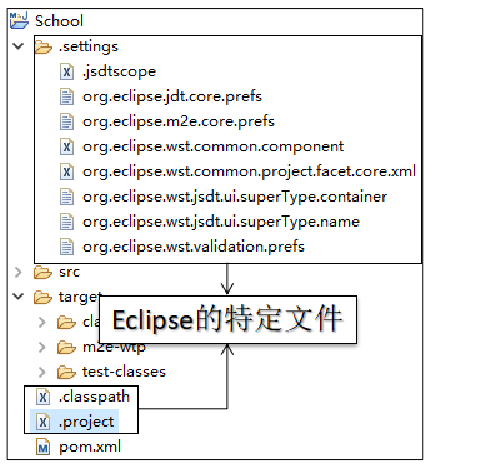 School
.settings
.jsdtscope
org.eclipse.jdt.core.prefs
org.eclipse.m2e.core.prefs
org.eclipse.wst.common.component
org.eclipse.wst.common.project.facet.core.xml
org.eclipse.wst.jsdt.ui.superType.container
org.eclipse.wst.jsdt.ui.superType.name
org.eclipse.wst.validation.prefs
src
target
Eclipse的特定文件
m2e-wtp
test-classes
.classpath
.project
pom.xml